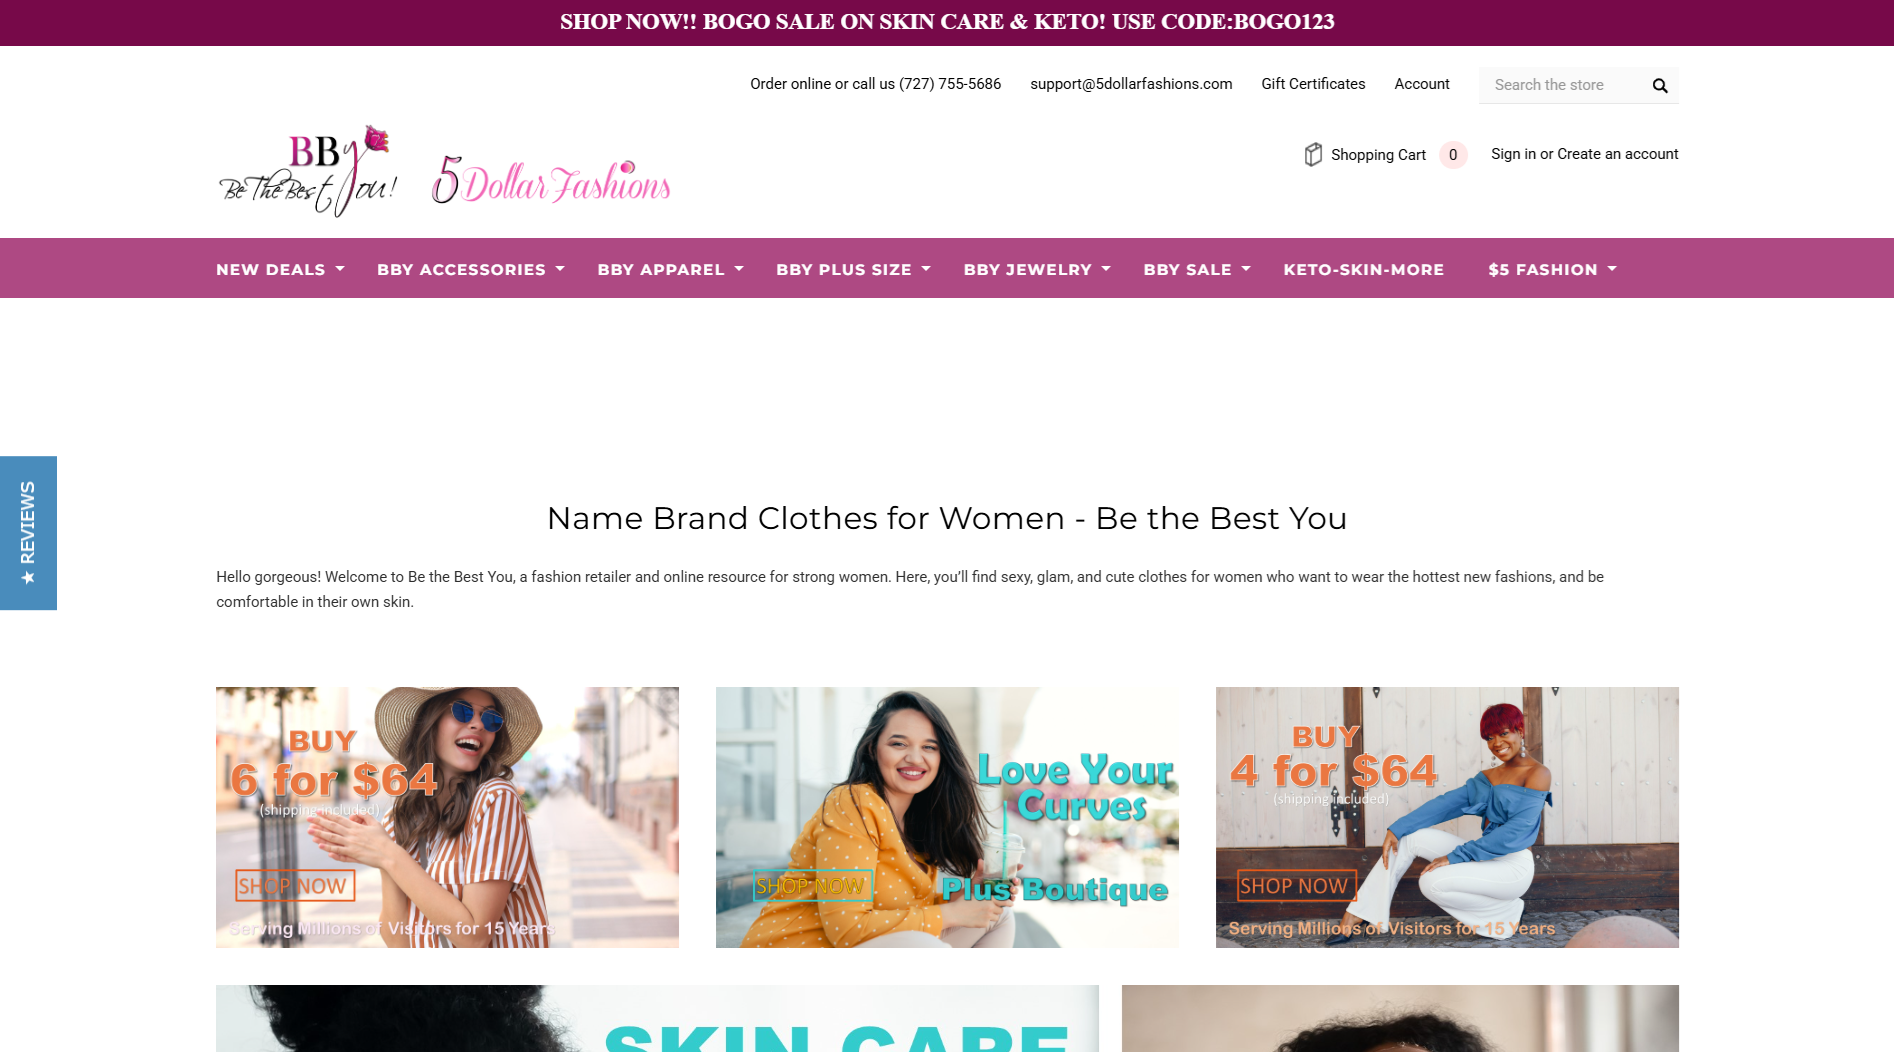 SHOP NOW!! BOGO SALE ON SKIN CARE & KETO! USE CODE:BOGO123
Order online or call us (727) 755-5686 support@5dollarfashions.com Gift Certificates Account Search the store
BBy
Be The Best You!
5 Dollar Fashions
Shopping Cart 0 Sign in or Create an account
NEW DEALS BBY ACCESSORIES BBY APPAREL BBY PLUS SIZE BBY JEWELRY BBY SALE KETO-SKIN-MORE $5 FASHION
★ REVIEWS
Name Brand Clothes for Women - Be the Best You
Hello gorgeous! Welcome to Be the Best You, a fashion retailer and online resource for strong women. Here, you’ll find sexy, glam, and cute clothes for women who want to wear the hottest new fashions, and be
comfortable in their own skin.
BUY
6 for $64
(shipping included)
SHOP NOW
Serving Millions of Visitors for 15 Years
Love Your
Curves
SHOP NOW
Plus Boutique
BUY
4 for $64
(shipping included)
SHOP NOW
Serving Millions of Visitors for 15 Years
SKIN CARE